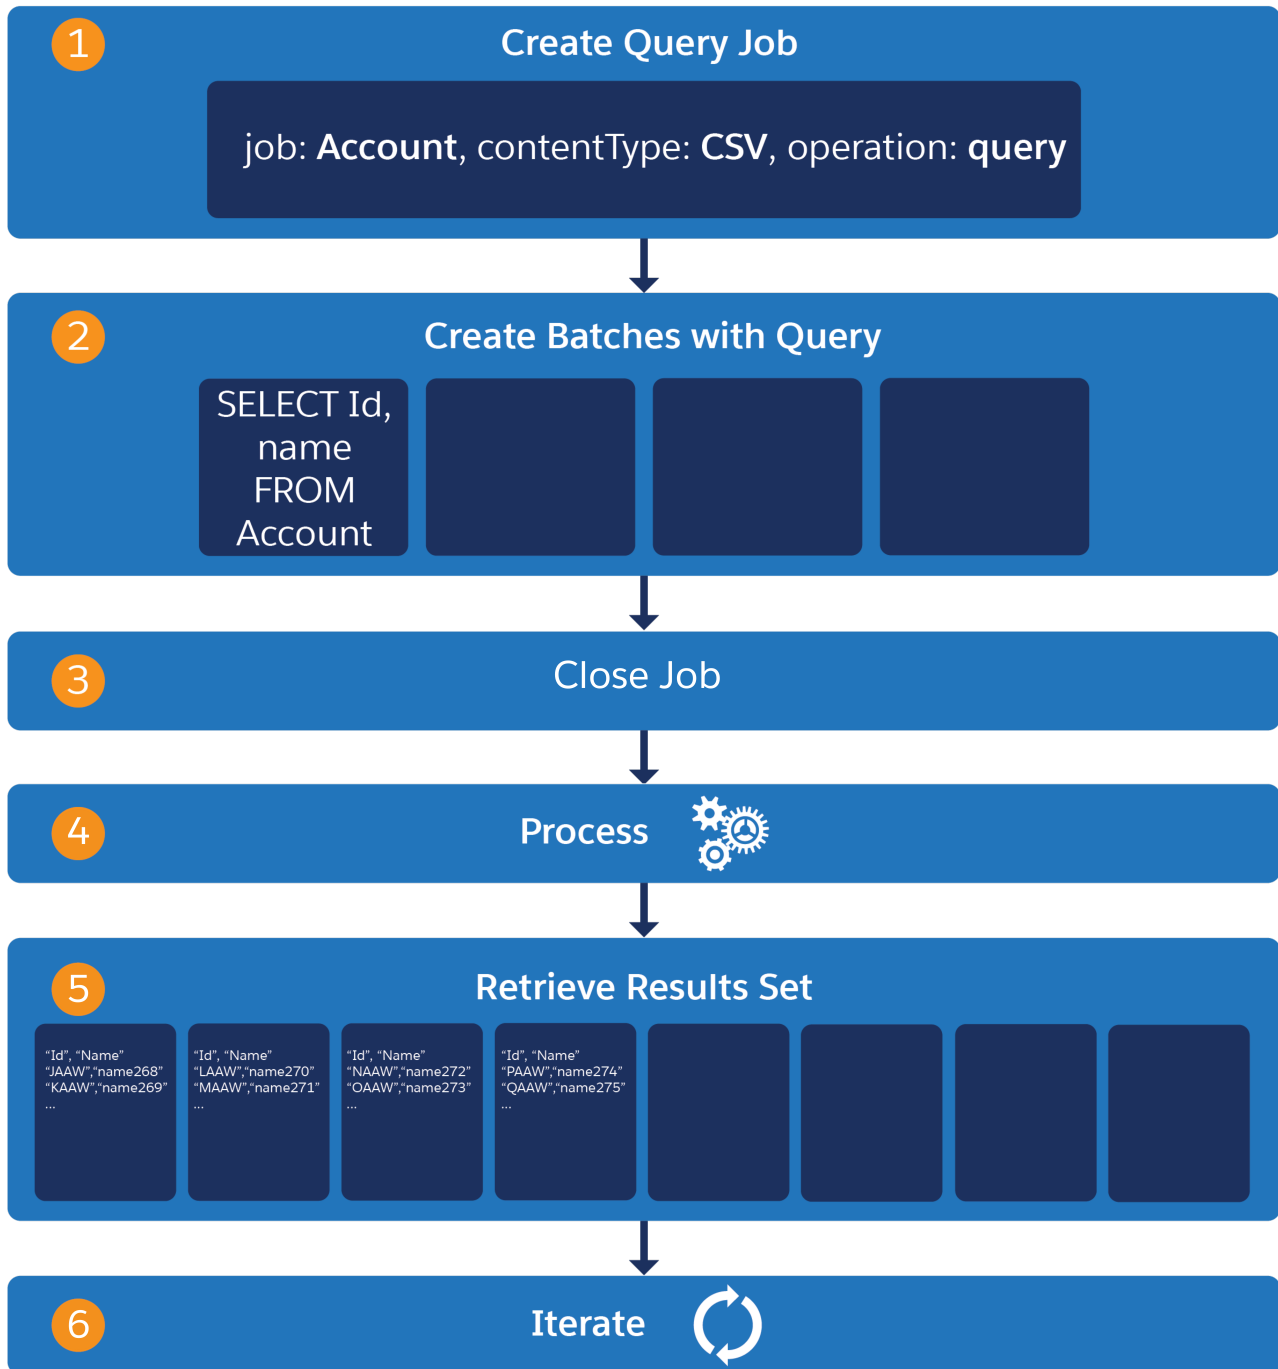 1
Create Query Job
job: Account, contentType: CSV, operation: query
2
Create Batches with Query
SELECT Id,
name
FROM
Account
3
Close Job
4
Process
5
Retrieve Results Set
“Id”, “Name”
“JAAW”,“name268”
“KAAW”,“name269”
...
“Id”, “Name”
“LAAW”,“name270”
“MAAW”,“name271”
...
“Id”, “Name”
“NAAW”,“name272”
“OAAW”,“name273”
...
“Id”, “Name”
“PAAW”,“name274”
“QAAW”,“name275”
...
6
Iterate